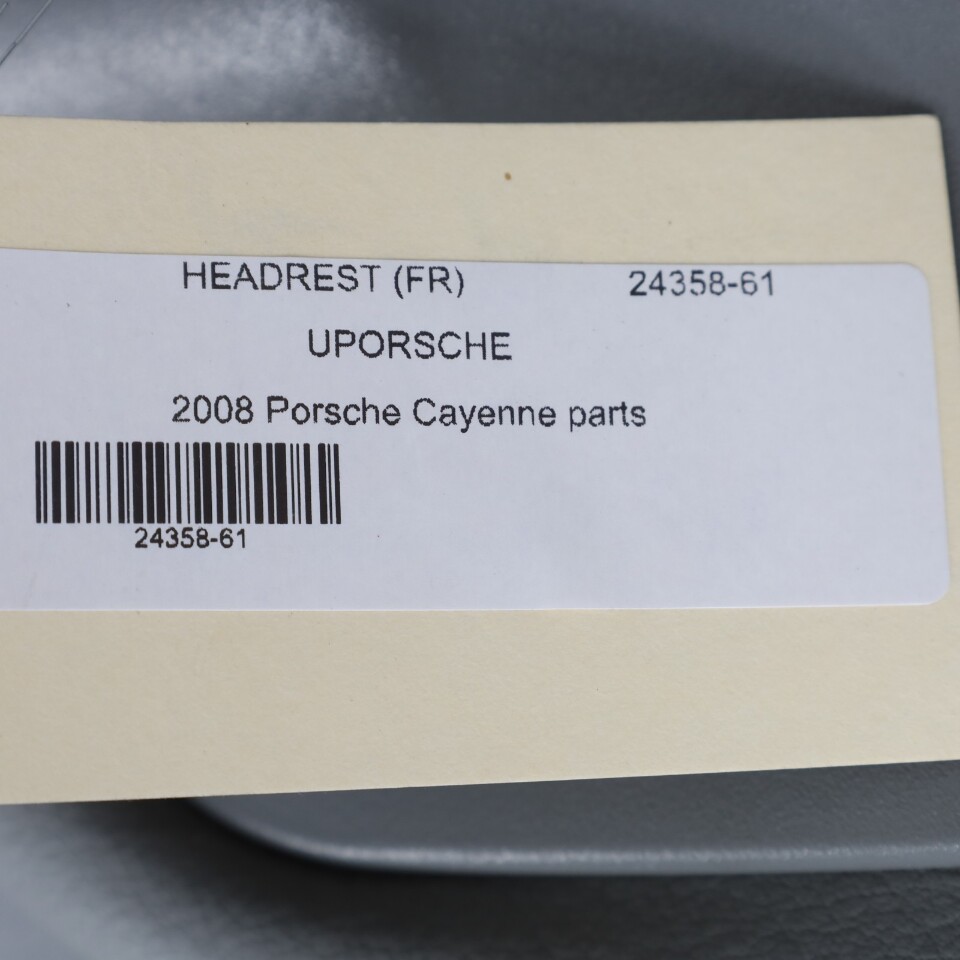 HEADREST (FR) 24358-61
UPORSCHE
2008 Porsche Cayenne parts
24358-61